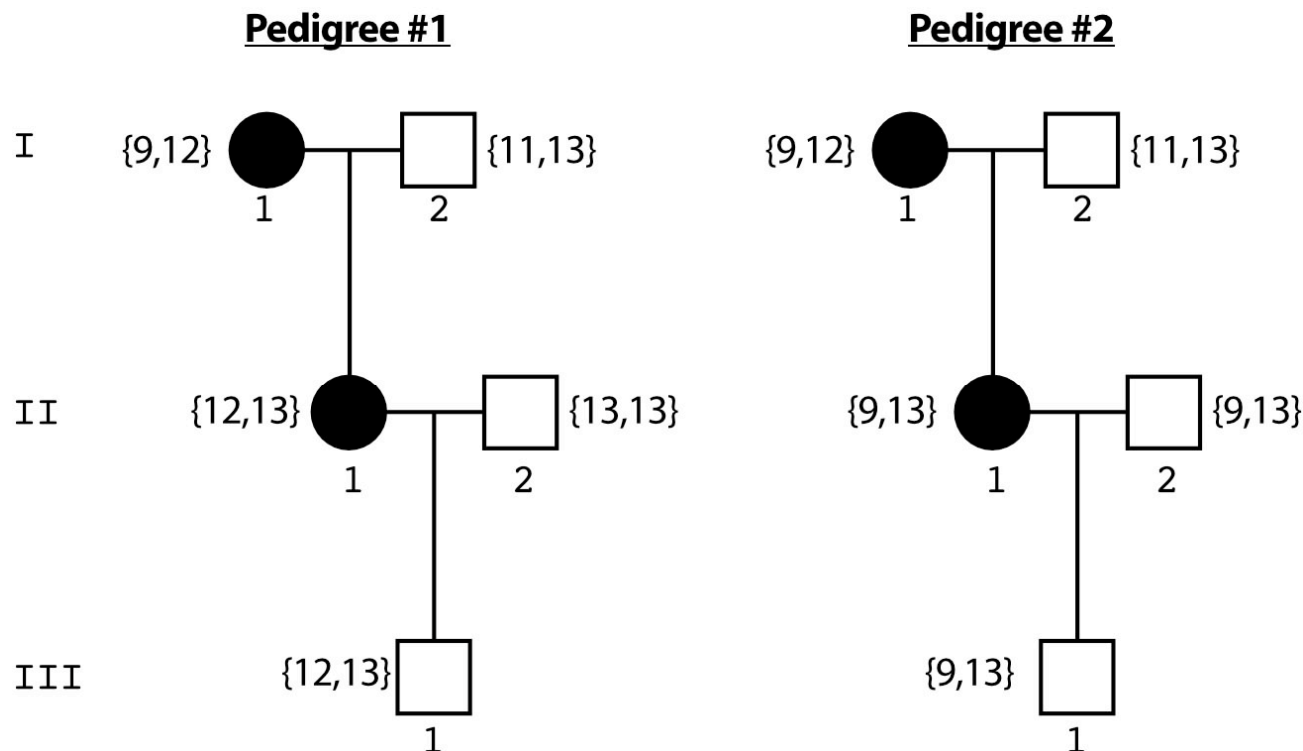 Pedigree #1 Pedigree #2
I {9,12} {11,13} {9,12} {11,13}
1 2 1 2
II {12,13} {13,13} {9,13} {9,13}
1 2 1 2
III {12,13} {9,13}
1 1